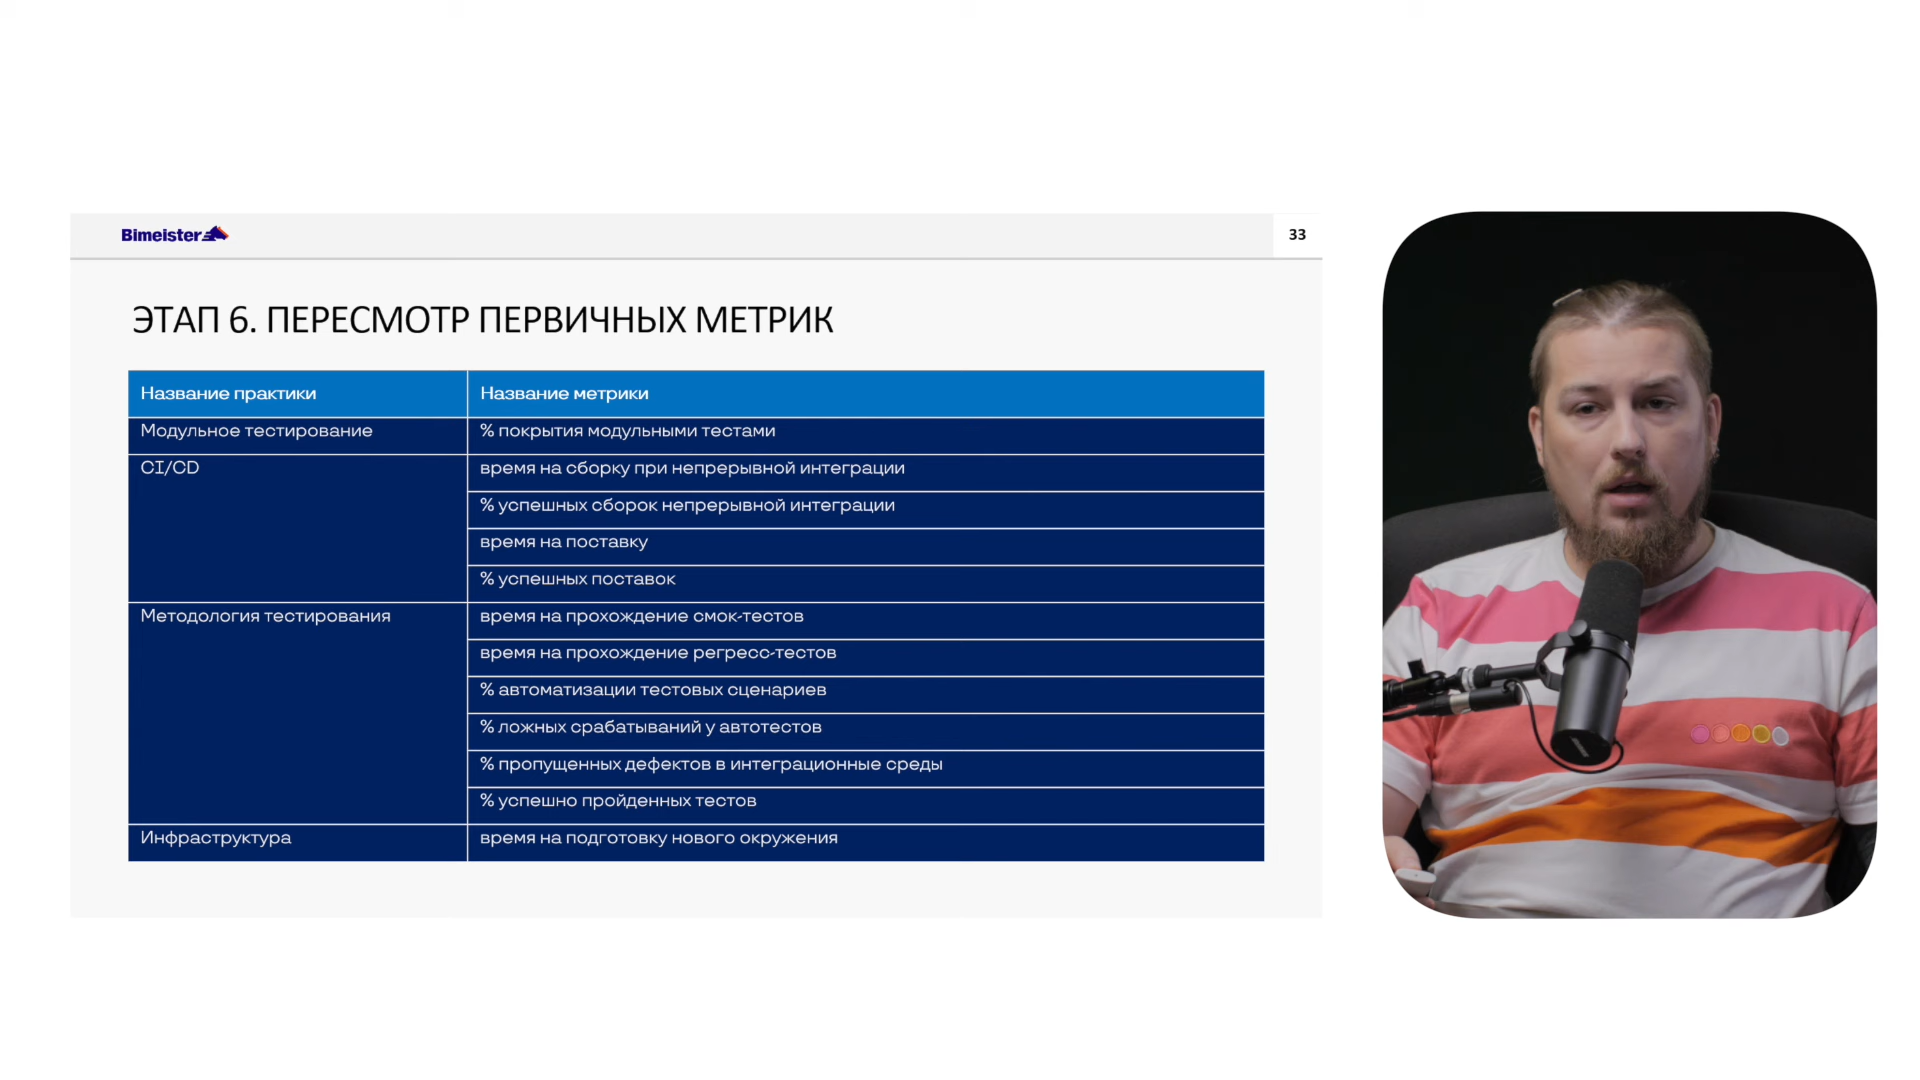 Bimeister
33
ЭТАП 6. ПЕРЕСМОТР ПЕРВИЧНЫХ МЕТРИК
Название практики
Название метрики
Модульное тестирование
% покрытия модульными тестами
CI/CD
время на сборку при непрерывной интеграции
% успешных сборок непрерывной интеграции
время на поставку
% успешных поставок
Методология тестирования
время на прохождение смок-тестов
время на прохождение регресс-тестов
% автоматизации тестовых сценариев
% ложных срабатываний у автотестов
% пропущенных дефектов в интеграционные среды
% успешно пройденных тестов
Инфраструктура
время на подготовку нового окружения